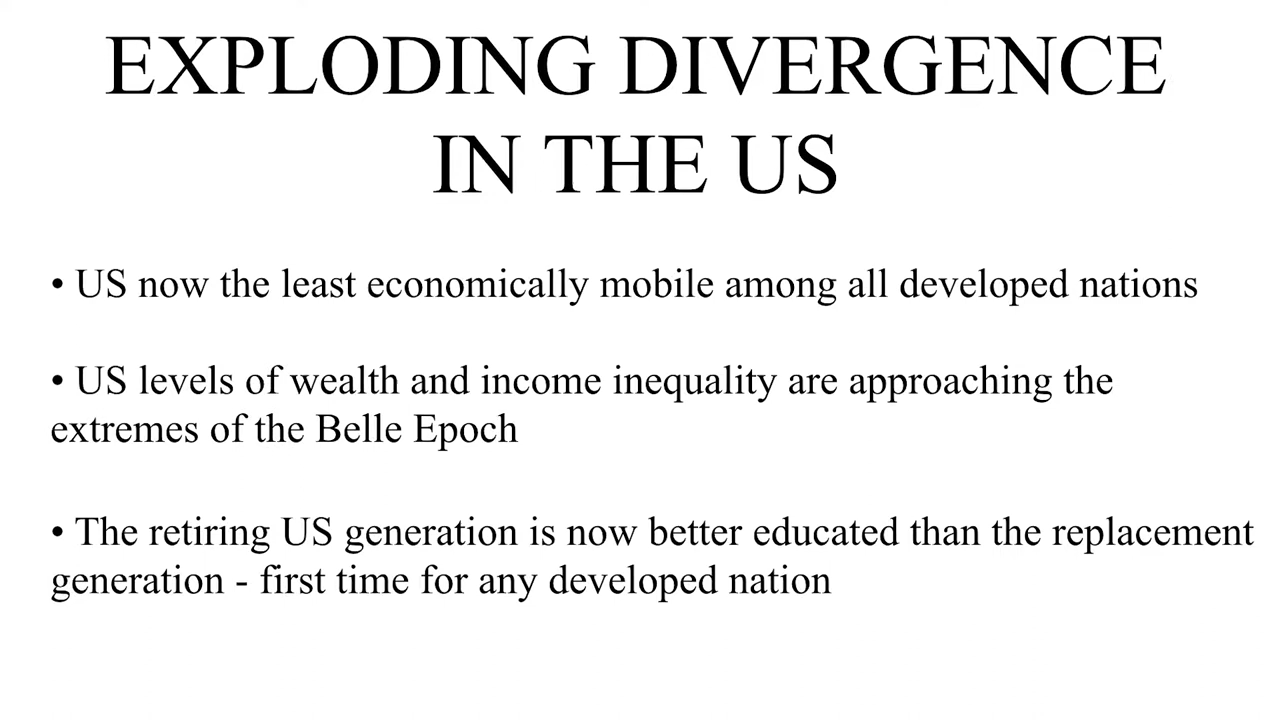 EXPLODING DIVERGENCE
IN THE US
• US now the least economically mobile among all developed nations
• US levels of wealth and income inequality are approaching the
extremes of the Belle Epoch
• The retiring US generation is now better educated than the replacement
generation - first time for any developed nation